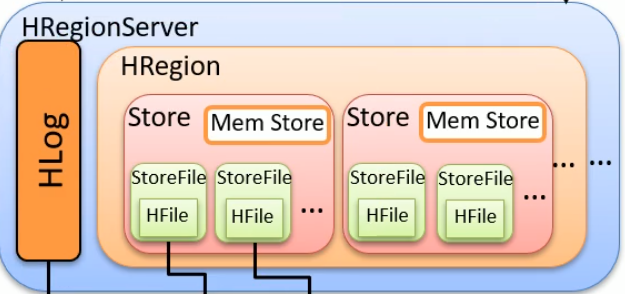 HRegionServer
HLog
HRegion
Store
Mem Store
StoreFile
HFile
StoreFile
HFile
...
Store
Mem Store
StoreFile
HFile
StoreFile
HFile
...
...
...